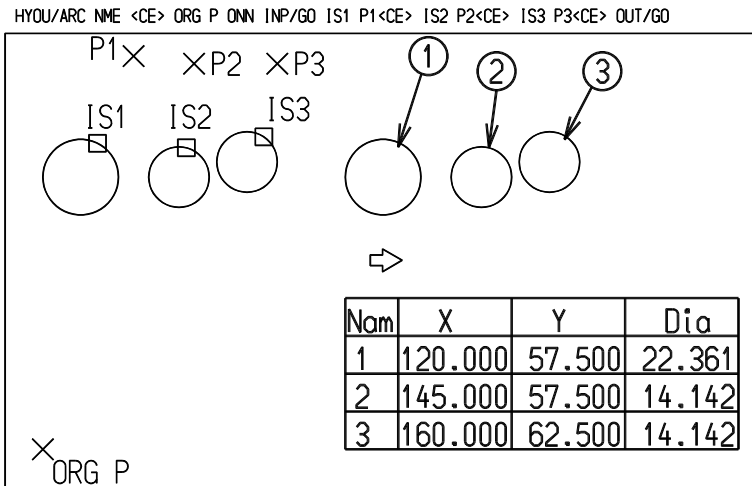 HYOU/ARC NME <CE> ORG P ONN INP/GO IS1 P1<CE> IS2 P2<CE> IS3 P3<CE> OUT/GO
P1 P2 P3
1 2 3
IS1 IS2 IS3
Nam X Y Dia
1 120.000 57.500 22.361
2 145.000 57.500 14.142
3 160.000 62.500 14.142
ORG P